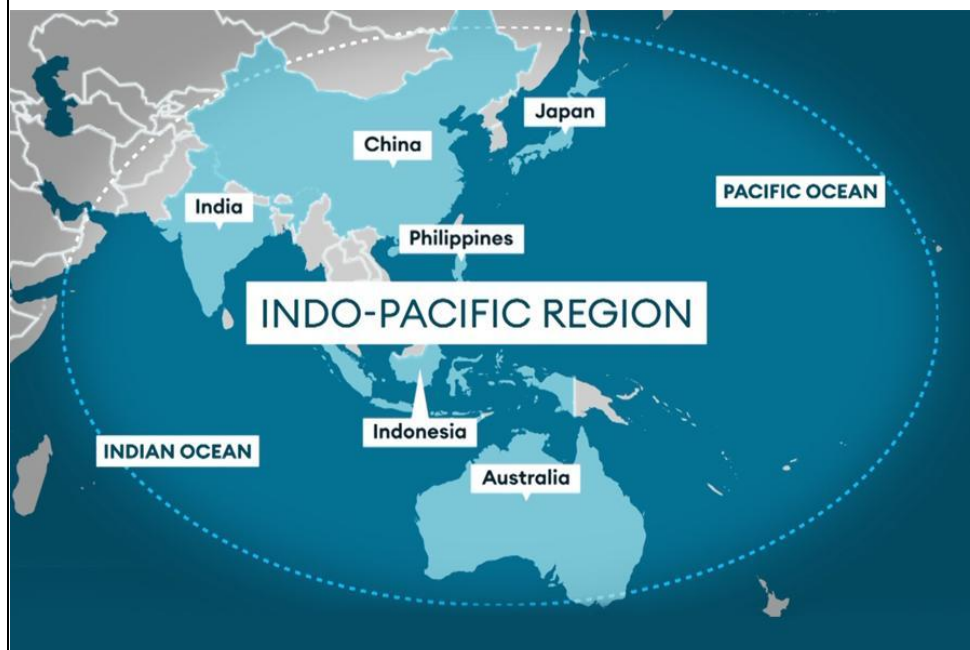 Japan
China
PACIFIC OCEAN
India
Philippines
INDO-PACIFIC REGION
Indonesia
INDIAN OCEAN
Australia